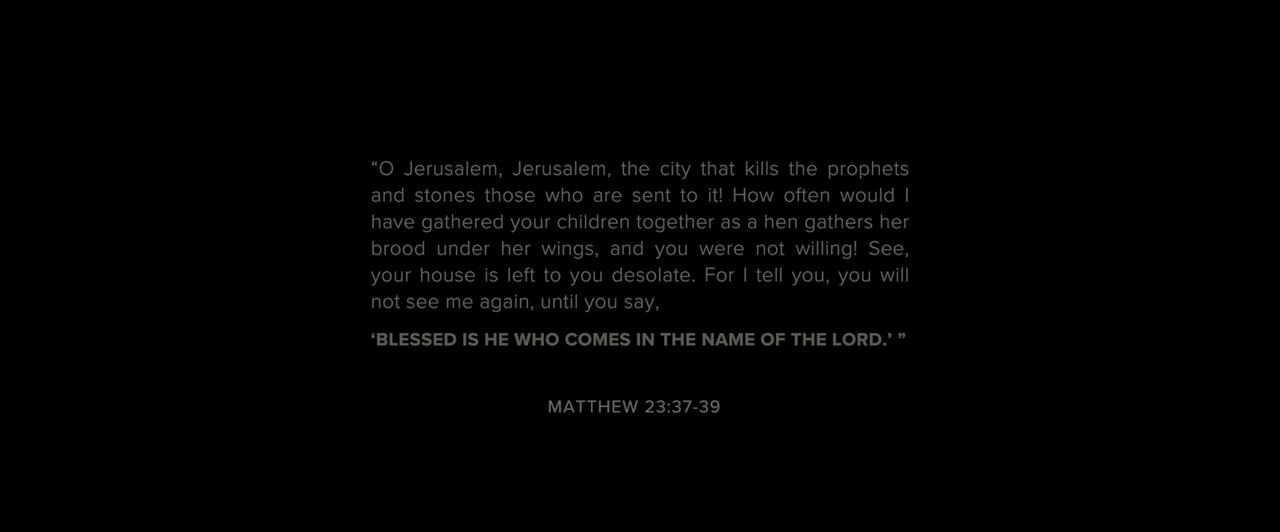 “O Jerusalem, Jerusalem, the city that kills the prophets
and stones those who are sent to it! How often would I
have gathered your children together as a hen gathers her
brood under her wings, and you were not willing! See,
your house is left to you desolate. For I tell you, you will
not see me again, until you say,
‘BLESSED IS HE WHO COMES IN THE NAME OF THE LORD.’ ”
MATTHEW 23:37-39